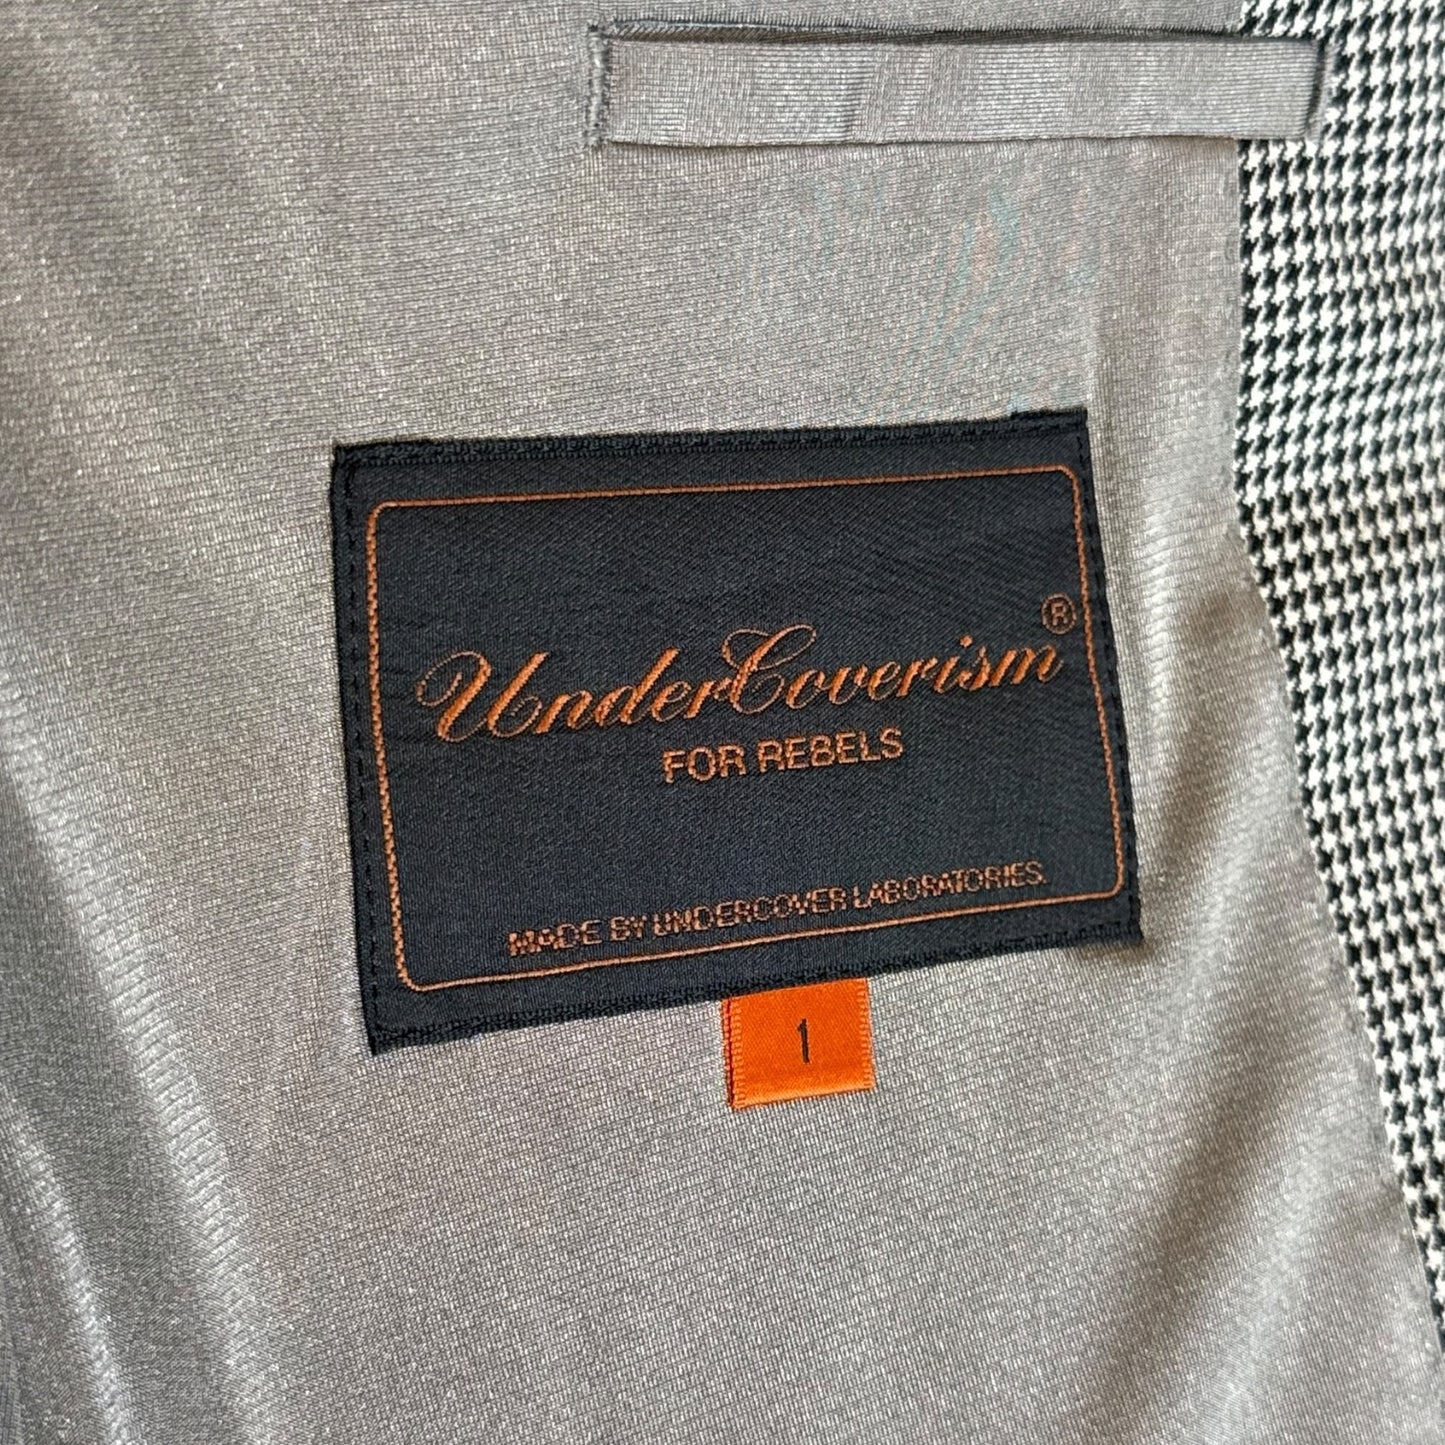 UnderCoverism®
FOR REBELS
MADE BY UNDERCOVER LABORATORIES.
1